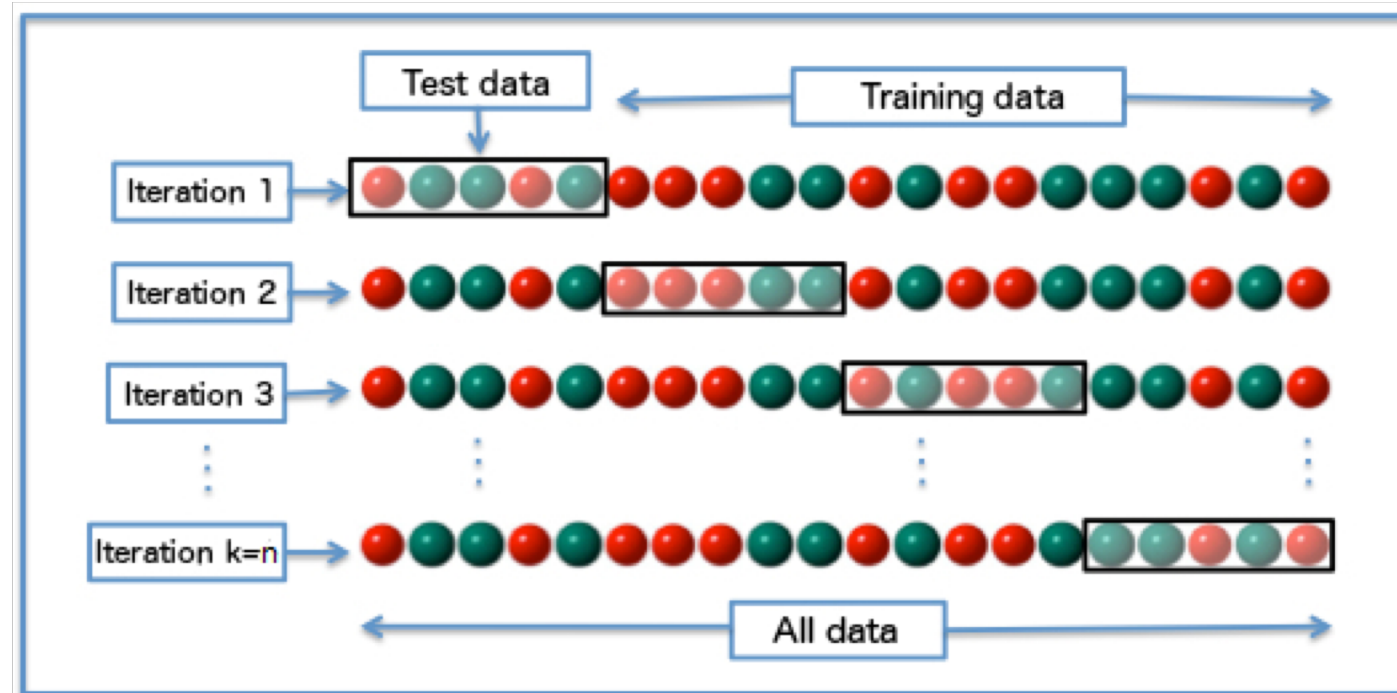 Test data
Training data
Iteration 1
Iteration 2
Iteration 3
Iteration k=n
All data